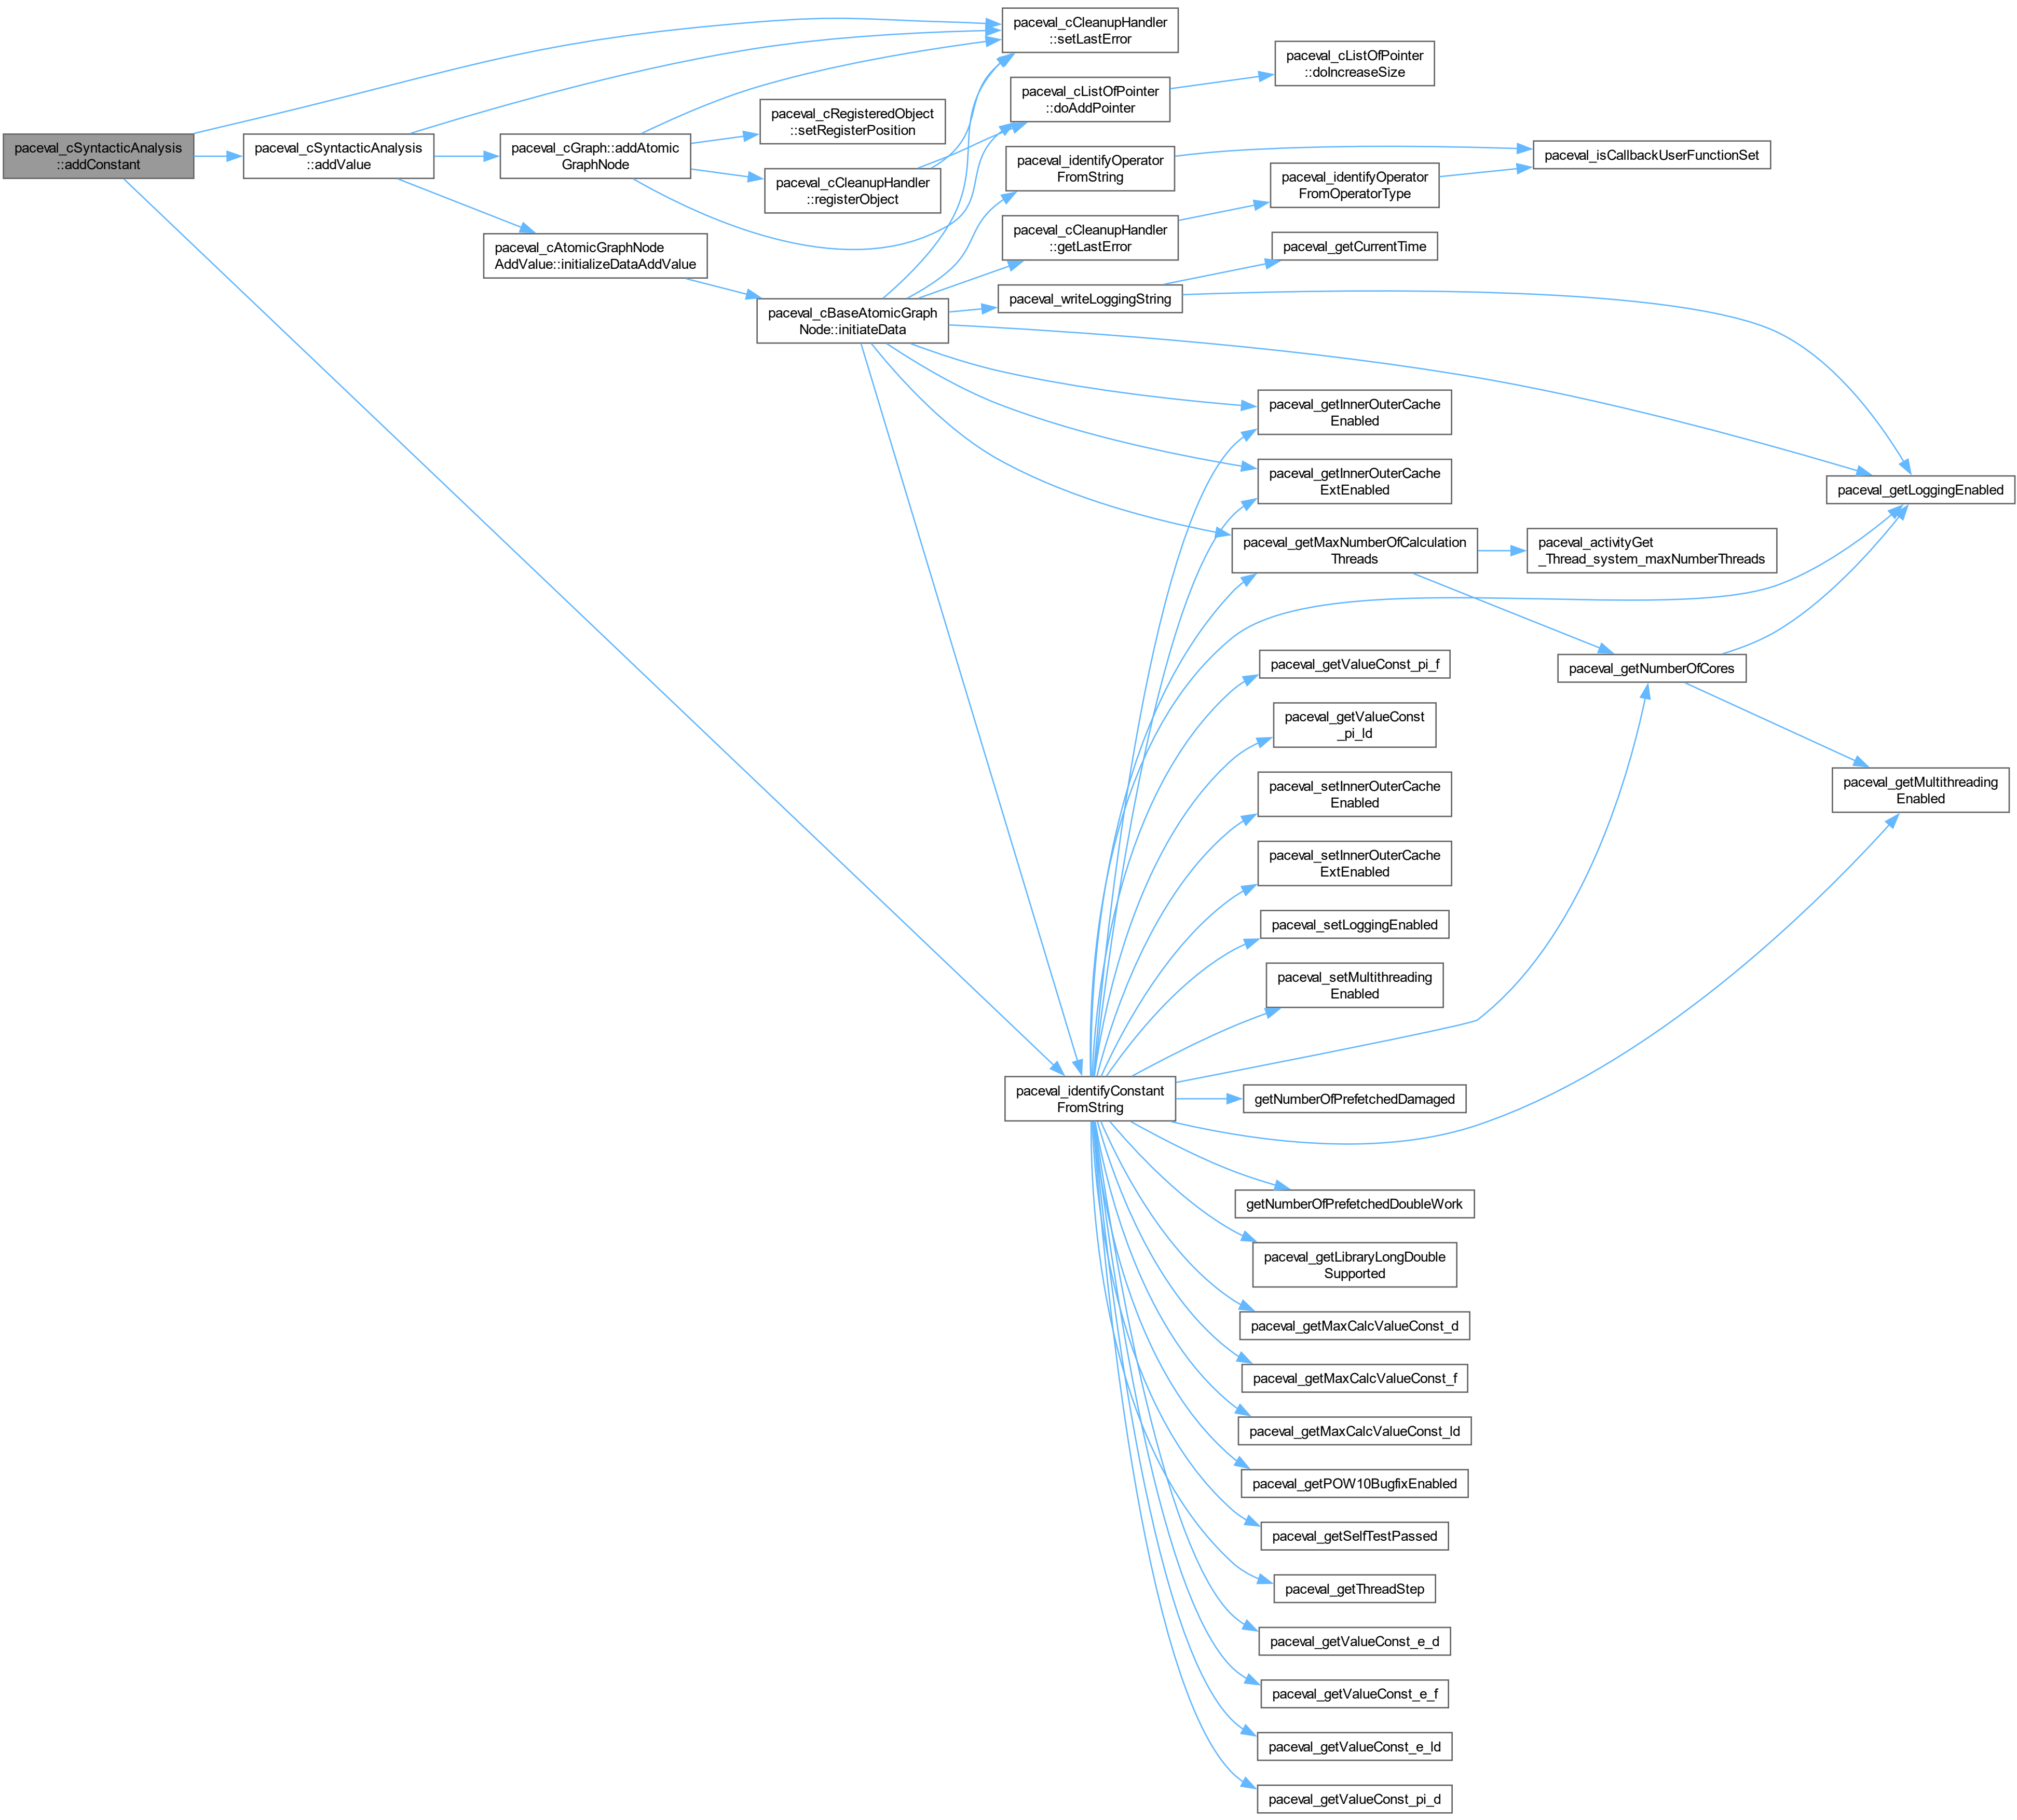 paceval_cSyntacticAnalysis
::addConstant
paceval_cSyntacticAnalysis
::addValue
paceval_cGraph::addAtomic
GraphNode
paceval_cAtomicGraphNode
AddValue::initializeDataAddValue
paceval_cCleanupHandler
::setLastError
paceval_cRegisteredObject
::setRegisterPosition
paceval_cCleanupHandler
::registerObject
paceval_cListOfPointer
::doAddPointer
paceval_cListOfPointer
::doIncreaseSize
paceval_cBaseAtomicGraph
Node::initiateData
paceval_identifyOperator
FromString
paceval_cCleanupHandler
::getLastError
paceval_writeLoggingString
paceval_isCallbackUserFunctionSet
paceval_identifyOperator
FromOperatorType
paceval_getCurrentTime
paceval_getInnerOuterCache
Enabled
paceval_getInnerOuterCache
ExtEnabled
paceval_getMaxNumberOfCalculation
Threads
paceval_activityGet
_Thread_system_maxNumberThreads
paceval_getLoggingEnabled
paceval_getNumberOfCores
paceval_getMultithreading
Enabled
paceval_getValueConst_pi_f
paceval_getValueConst
_pi_ld
paceval_setInnerOuterCache
Enabled
paceval_setInnerOuterCache
ExtEnabled
paceval_setLoggingEnabled
paceval_setMultithreading
Enabled
paceval_identifyConstant
FromString
getNumberOfPrefetchedDamaged
getNumberOfPrefetchedDoubleWork
paceval_getLibraryLongDouble
Supported
paceval_getMaxCalcValueConst_d
paceval_getMaxCalcValueConst_f
paceval_getMaxCalcValueConst_ld
paceval_getPOW10BugfixEnabled
paceval_getSelfTestPassed
paceval_getThreadStep
paceval_getValueConst_e_d
paceval_getValueConst_e_f
paceval_getValueConst_e_ld
paceval_getValueConst_pi_d